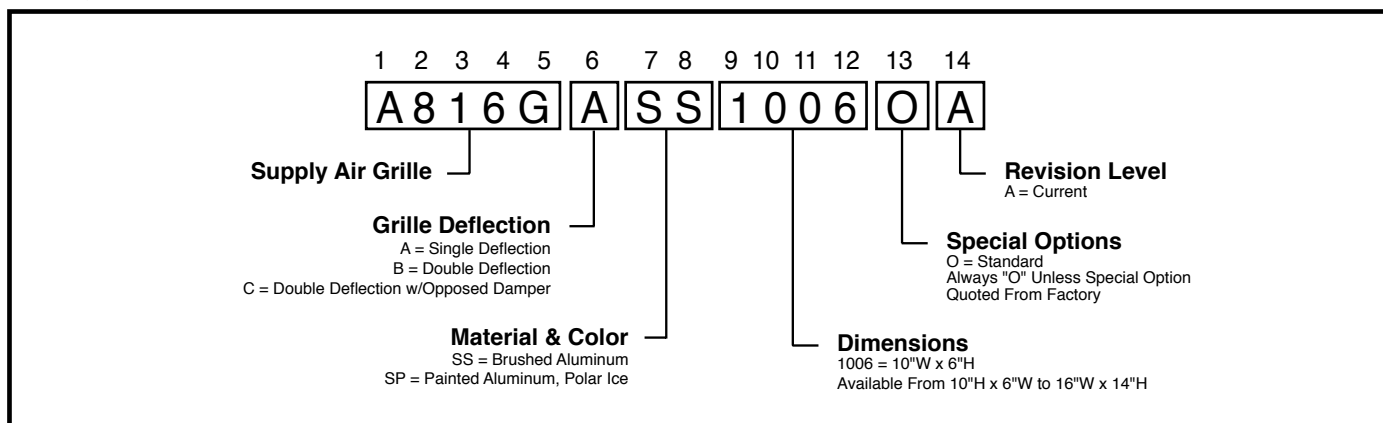 1 2 3 4 5 6 7 8 9 10 11 12 13 14
A816G A SS 1006 O A
Supply Air Grille
Revision Level
A = Current
Grille Deflection
A = Single Deflection
B = Double Deflection
C = Double Deflection w/Opposed Damper
Special Options
O = Standard
Always "O" Unless Special Option
Quoted From Factory
Material & Color
SS = Brushed Aluminum
SP = Painted Aluminum, Polar Ice
Dimensions
1006 = 10"W x 6"H
Available From 10"H x 6"W to 16"W x 14"H